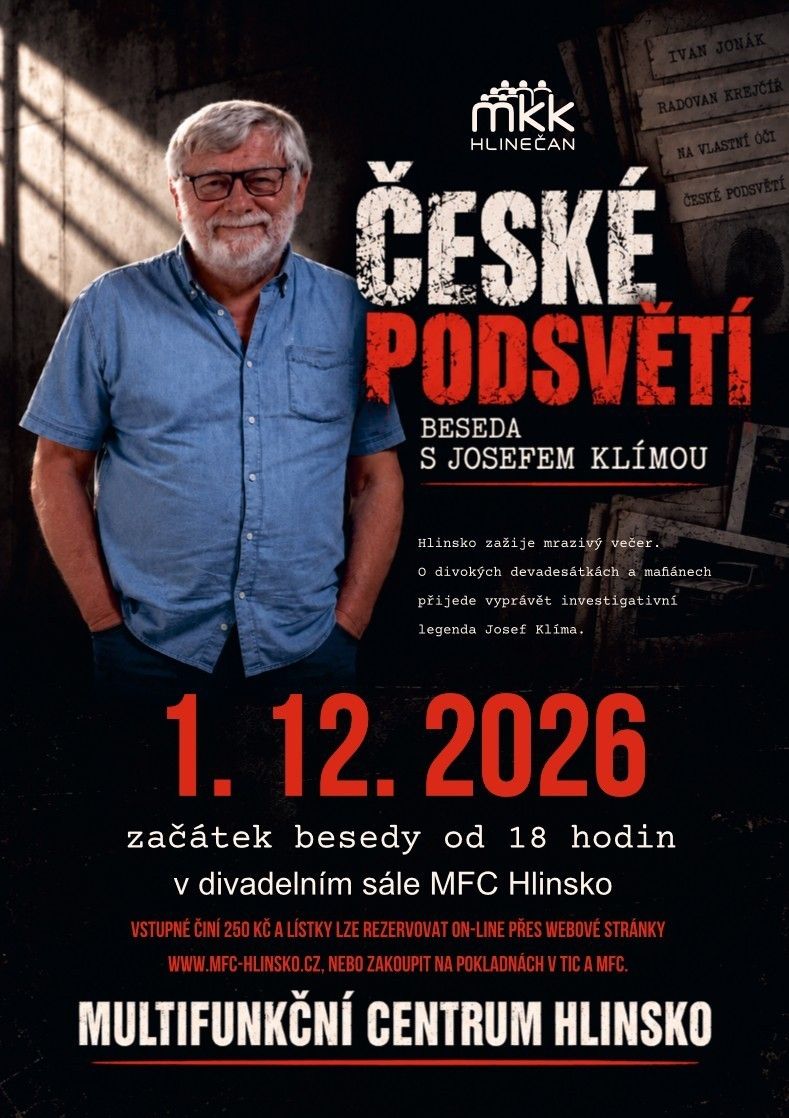 mkk
HLINEČAN
IVAN JONÁK
RADOVAN KREJČÍŘ
NA VLASTNÍ ÓČI
ČESKÉ PODSVĚTÍ
ČESKÉ
PODSVĚTÍ
BESEDA
S JOSEFEM KLÍMOU
Hlinsko zažije mrazivý večer.
O divokých devadesátkách a mafiánech
přijede vyprávět investigativní
legenda Josef Klíma.
1. 12. 2026
začátek besedy od 18 hodin
v divadelním sále MFC Hlinsko
VSTUPNÉ ČINÍ 250 KČ A LÍSTKY LZE REZERVOVAT ON-LINE PŘES WEBOVÉ STRÁNKY
WWW.MFC-HLINSKO.CZ, NEBO ZAKOUPIT NA POKLADNÁCH V TIC A MFC.
MULTIFUNKČNÍ CENTRUM HLINSKO